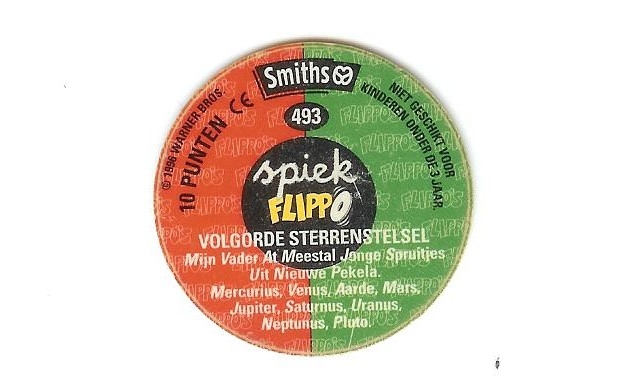 Smiths
493
© 1996 WARNER BROS.
10 PUNTEN CE
NIET GESCHIKT VOOR
KINDEREN ONDER DE 3 JAAR.
spiek
FLIPPO
VOLGORDE STERRENSTELSEL
Mijn Vader At Meestal Jonge Spruitjes
Uit Nieuwe Pekela.
Mercurius, Venus, Aarde, Mars,
Jupiter, Saturnus, Uranus,
Neptunus, Pluto.